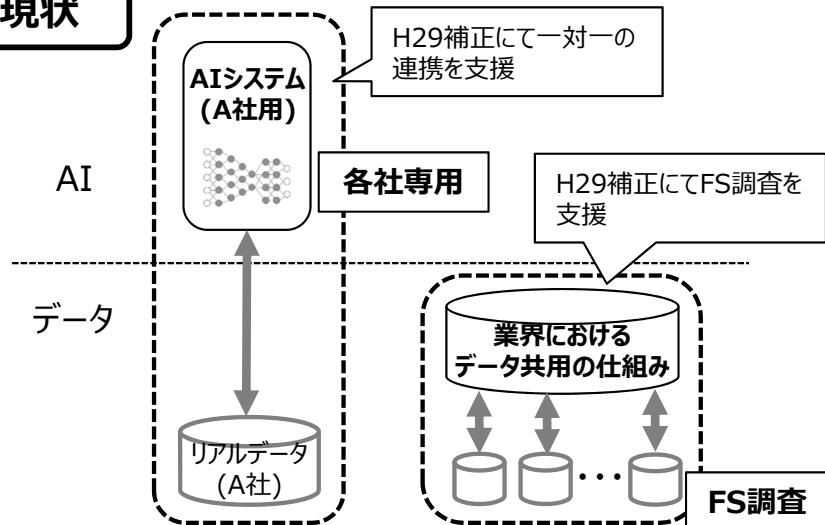 現状
H29補正にて一対一の
連携を支援
AIシステム
(A社用)
AI
各社専用
H29補正にてFS調査を
支援
データ
業界における
データ共用の仕組み
リアルデータ
(A社)
・・・
FS調査